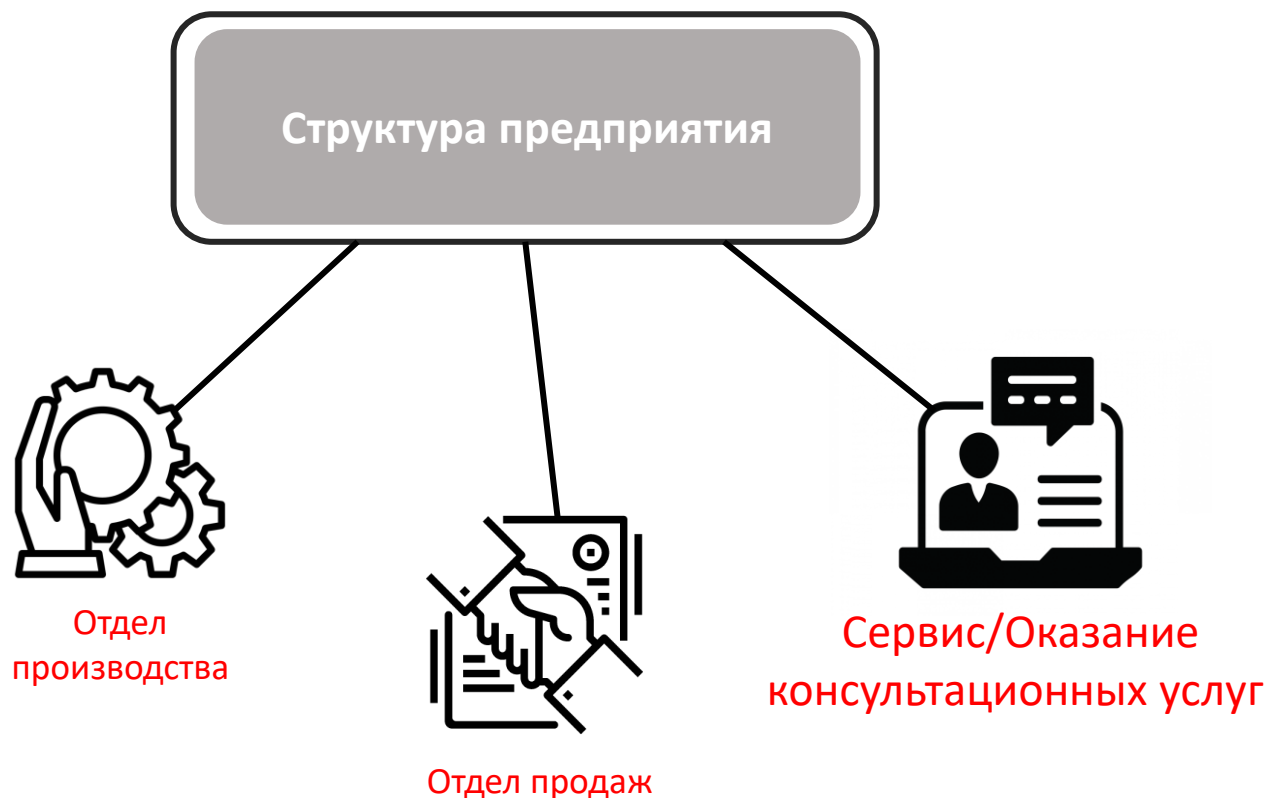 Структура предприятия
Отдел
производства
Отдел продаж
Сервис/Оказание
консультационных услуг